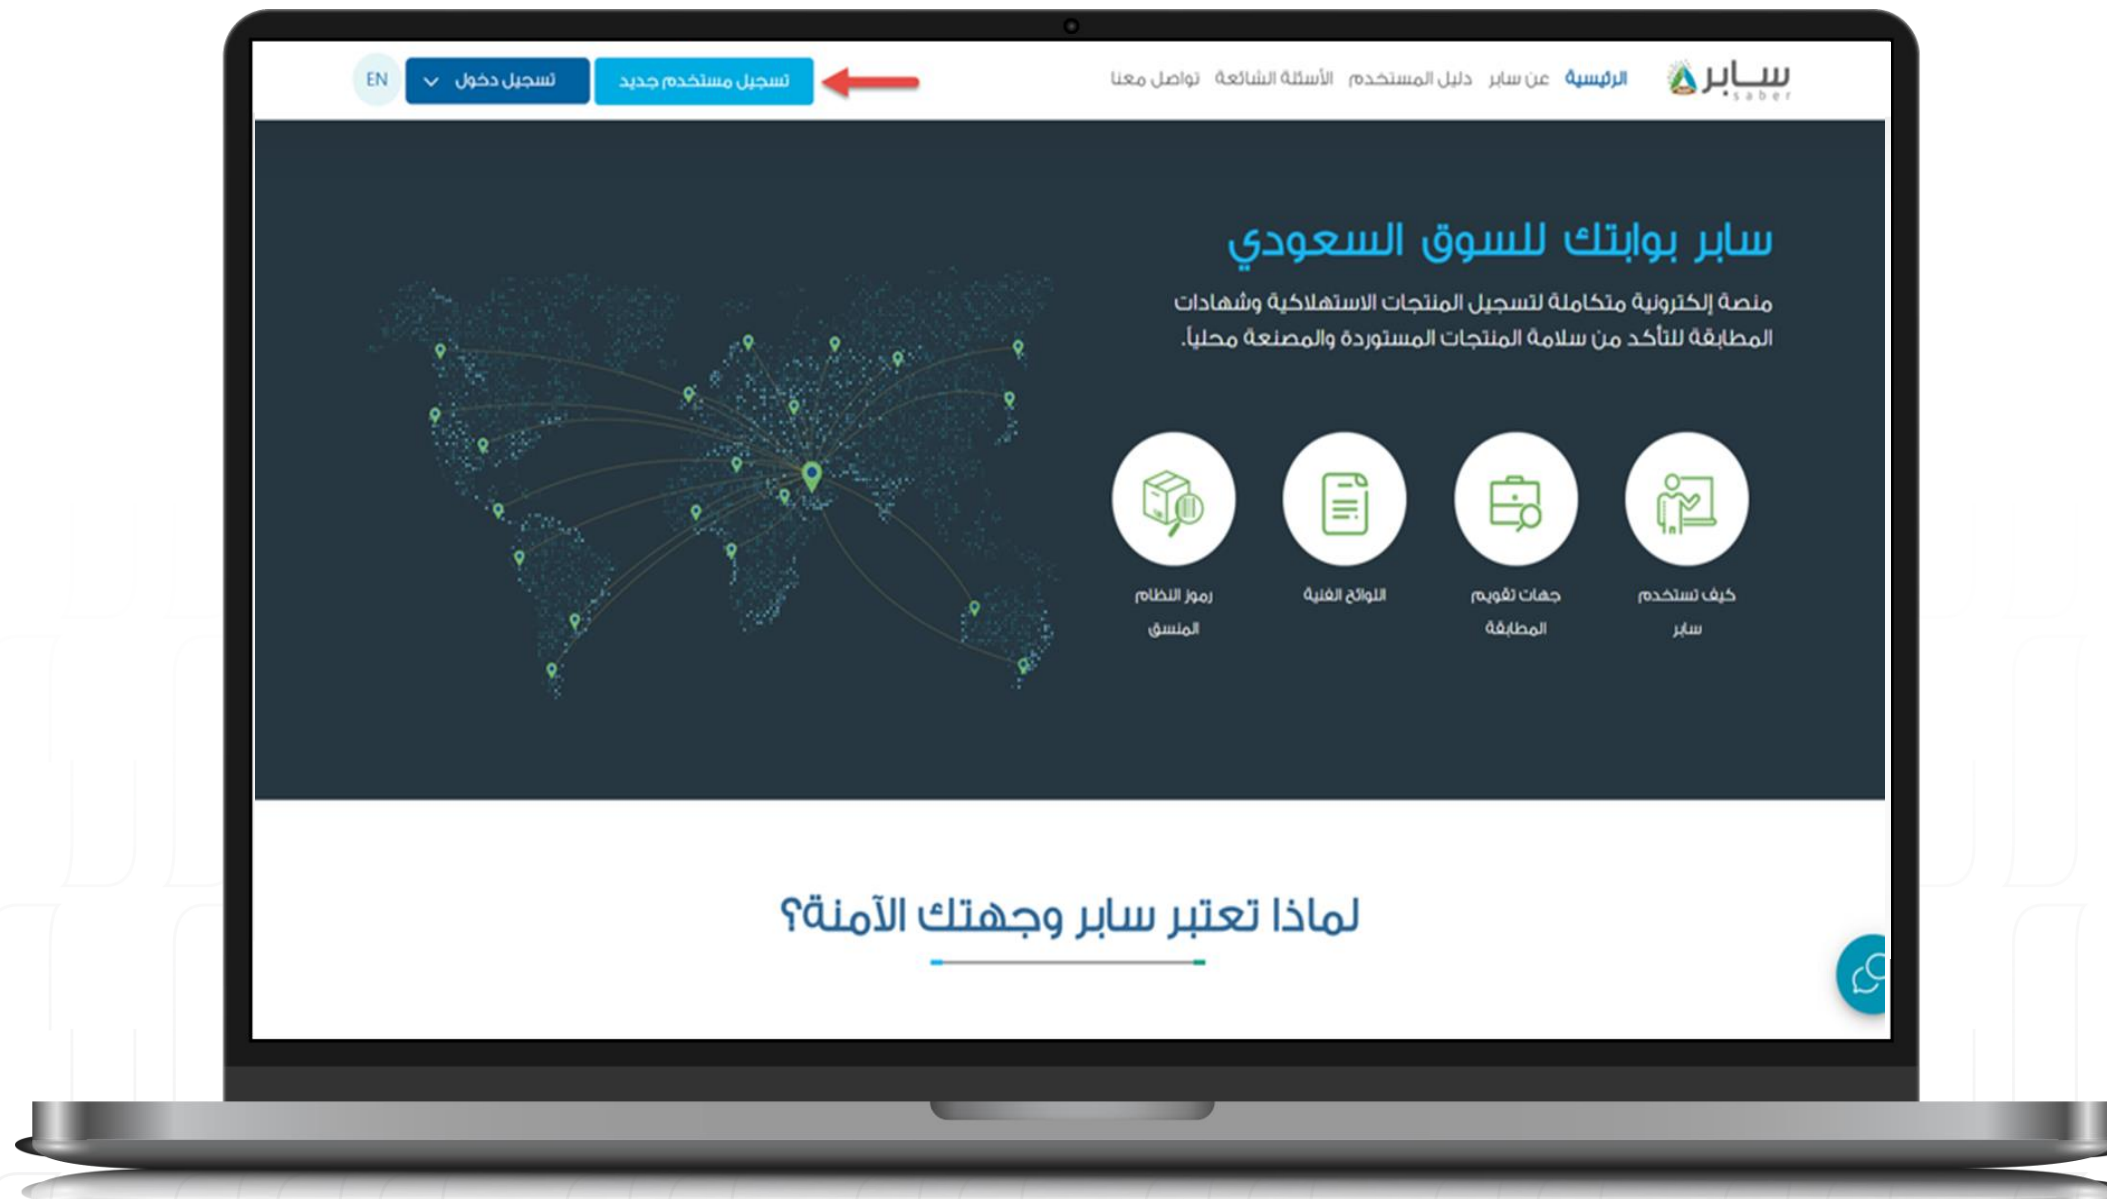 سابر
saber
الرئيسية
عن سابر
دليل المستخدم
الأسئلة الشائعة
تواصل معنا
تسجيل مستخدم جديد
تسجيل دخول
EN
سابر بوابتك للسوق السعودي
منصة إلكترونية متكاملة لتسجيل المنتجات الاستهلاكية وشهادات
المطابقة للتأكد من سلامة المنتجات المستوردة والمصنعة محلياً.
كيف تستخدم
سابر
جهات تقويم
المطابقة
اللوائح الفنية
رموز النظام
المنسق
لماذا تعتبر سابر وجهتك الآمنة؟